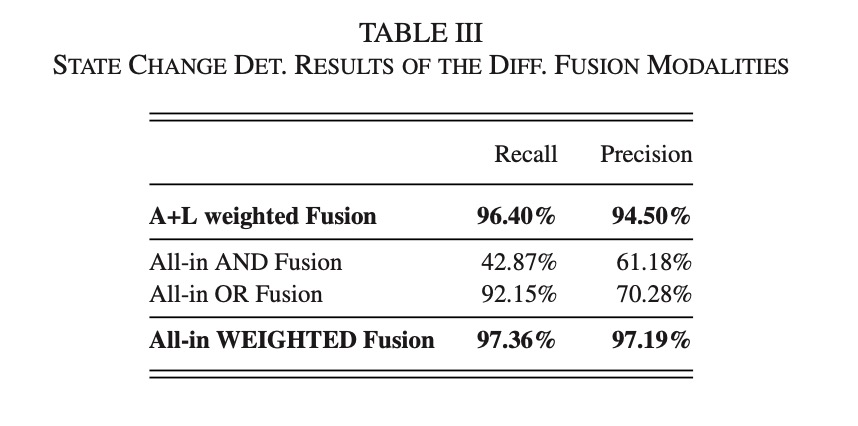 TABLE III
STATE CHANGE DET. RESULTS OF THE DIFF. FUSION MODALITIES
Recall Precision
A+L weighted Fusion 96.40% 94.50%
All-in AND Fusion 42.87% 61.18%
All-in OR Fusion 92.15% 70.28%
All-in WEIGHTED Fusion 97.36% 97.19%